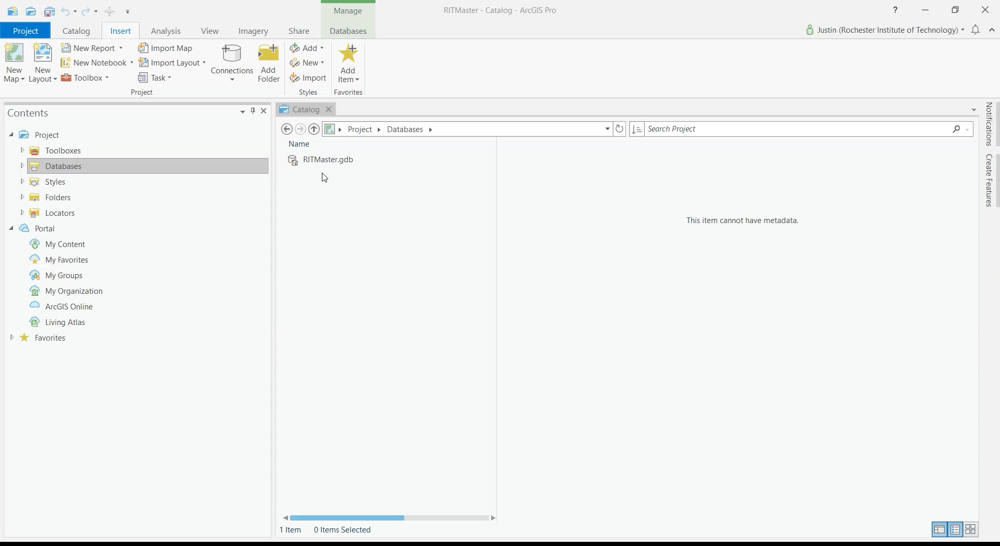 Manage
RITMaster - Catalog - ArcGIS Pro
?
Project Catalog Insert Analysis View Imagery Share Databases
Justin (Rochester Institute of Technology)
New Map
New Layout
New Report
New Notebook
Toolbox
Import Map
Import Layout
Task
Connections
Add Folder
Project
Add
New
Import
Styles
Add Item
Favorites
Contents
Project
Toolboxes
Databases
Styles
Folders
Locators
Portal
My Content
My Favorites
My Groups
My Organization
ArcGIS Online
Living Atlas
Favorites
Catalog
Project Databases
Search Project
Name
RITMaster.gdb
This item cannot have metadata.
1 Item 0 Items Selected
Notifications
Create Features